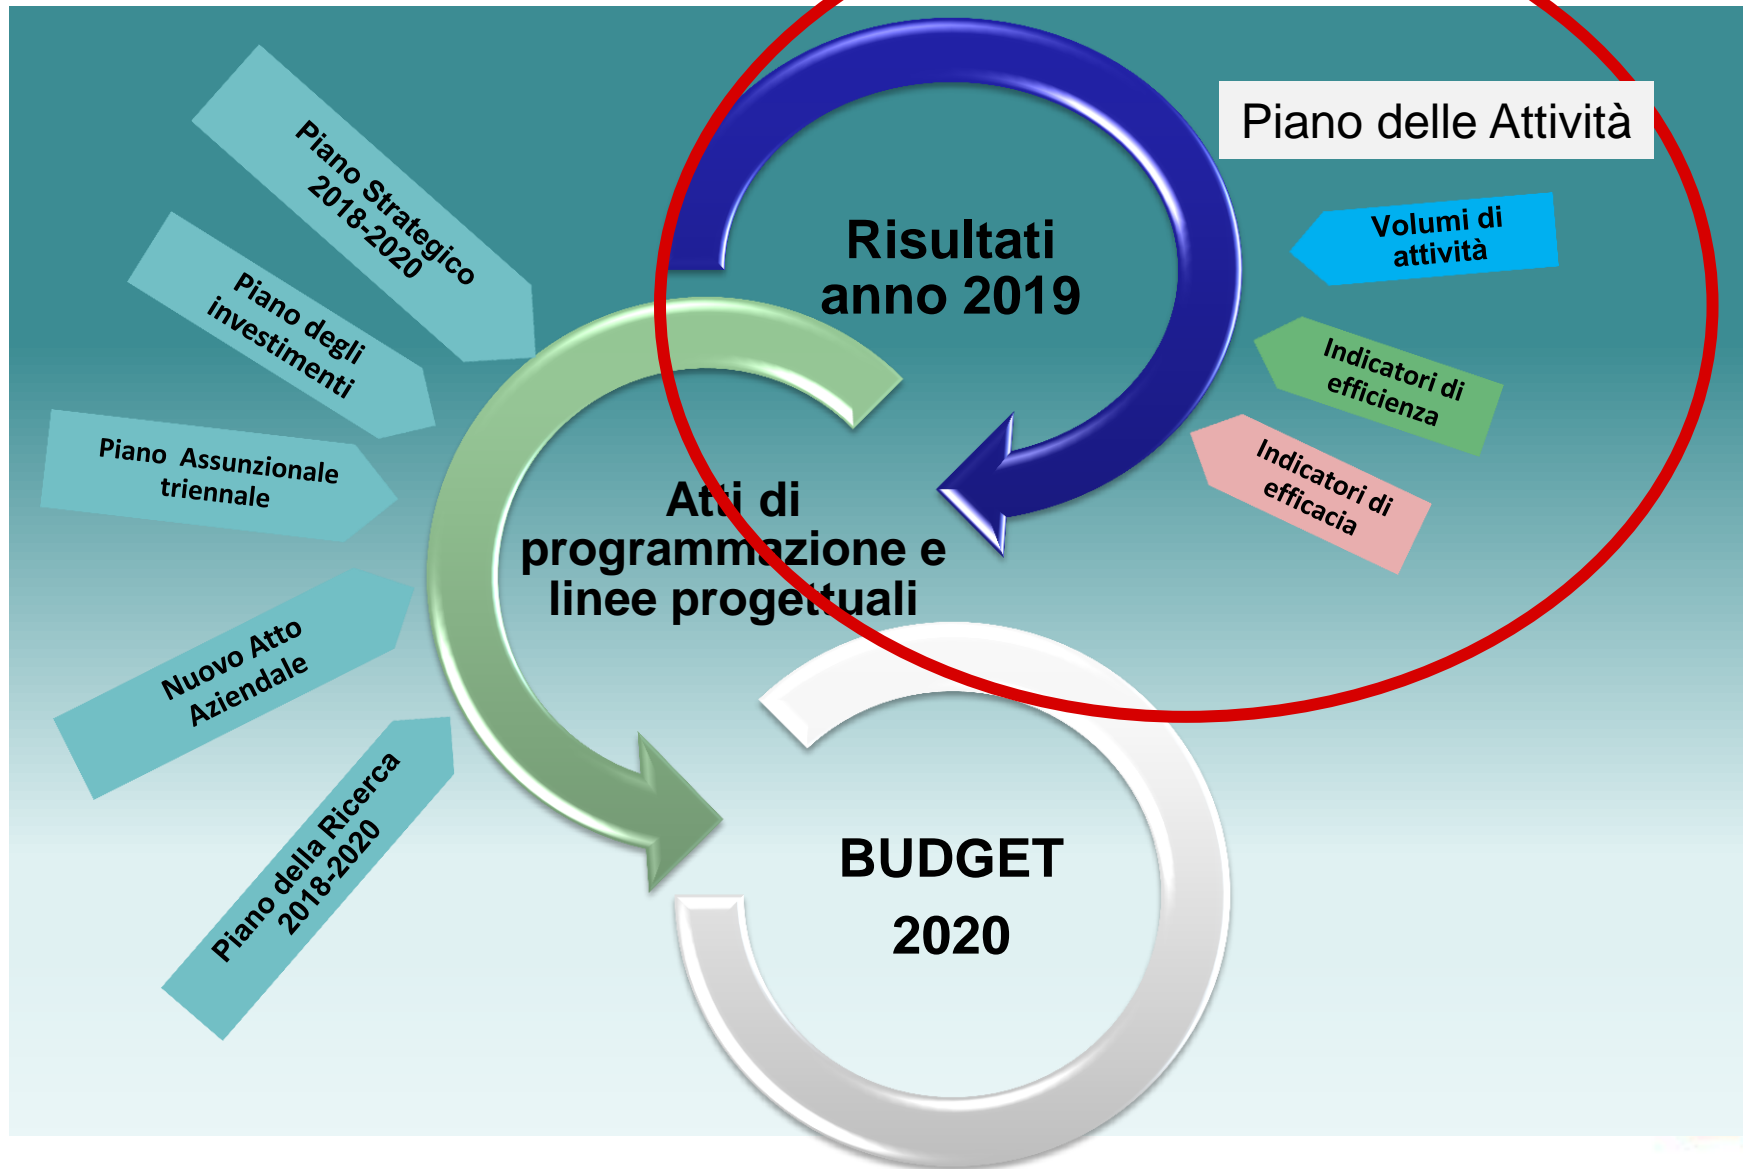 Piano delle Attività
Piano Strategico
2018-2020
Piano degli
investimenti
Piano Assunzionale
triennale
Nuovo Atto
Aziendale
Piano della Ricerca
2018-2020
Risultati
anno 2019
Volumi di
attività
Indicatori di
efficienza
Indicatori di
efficacia
Atti di
programmazione e
linee progettuali
BUDGET
2020